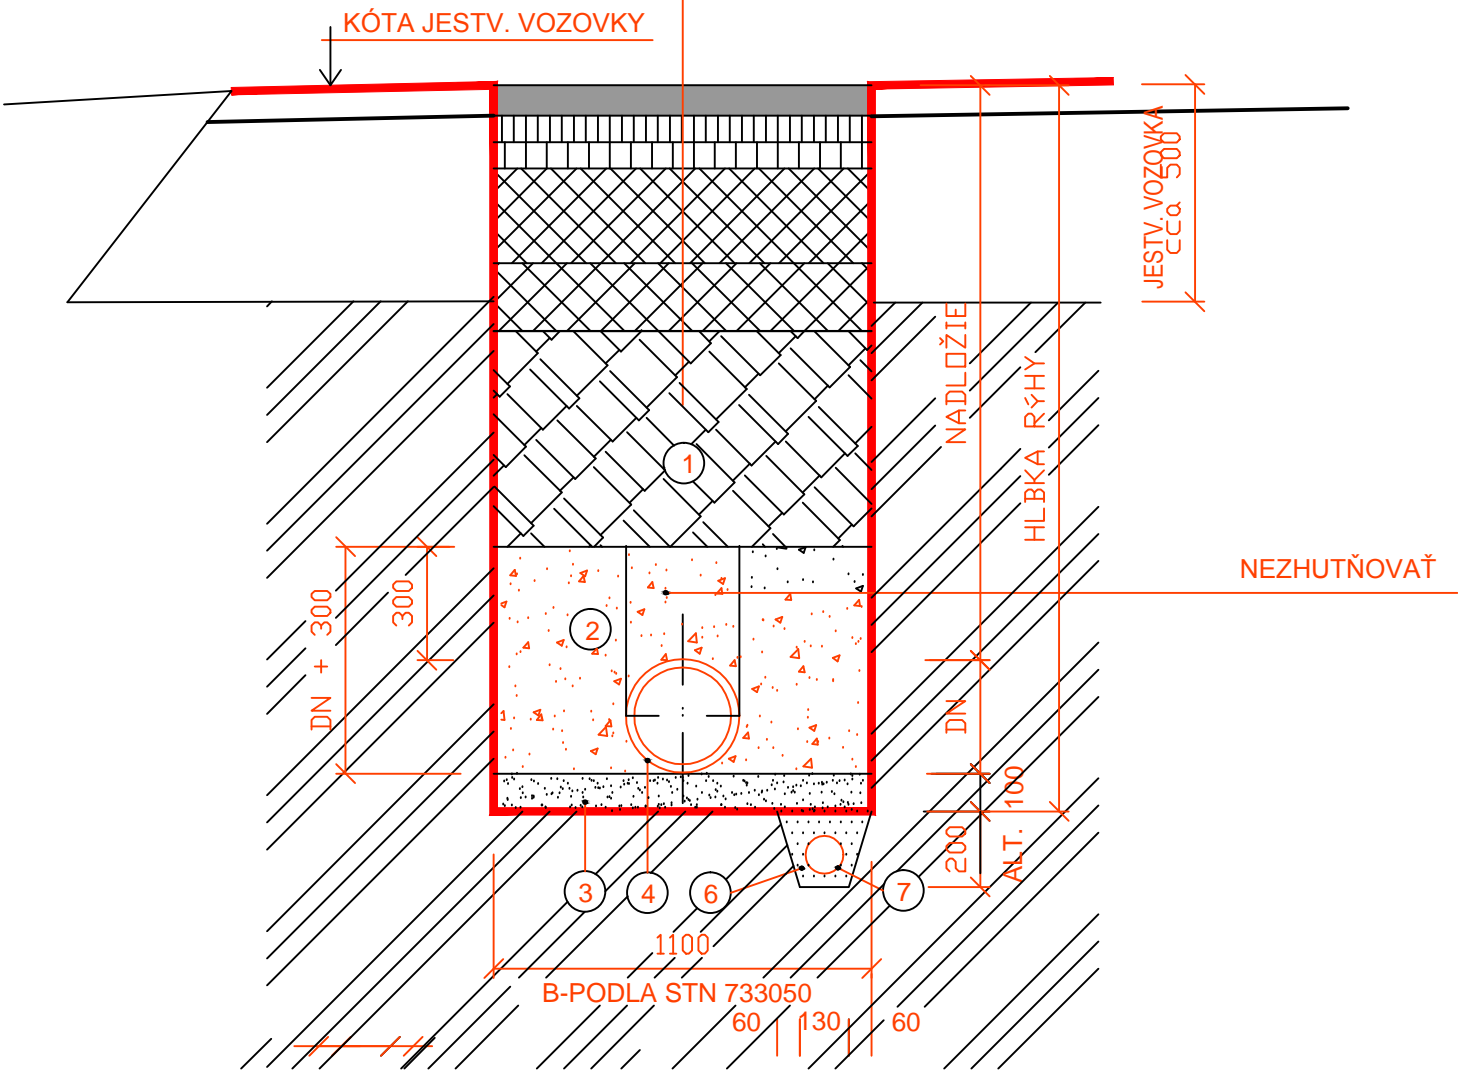 KÓTA JESTV. VOZOVKY
JESTV. VOZOVKA
cca 500
NADLOŽIE
HLBKA RÝHY
1
NEZHUTŇOVAŤ
DN + 300
300
2
DN
100
200
ALT.
3
4
6
7
1100
B-PODLA STN 733050
60
130
60